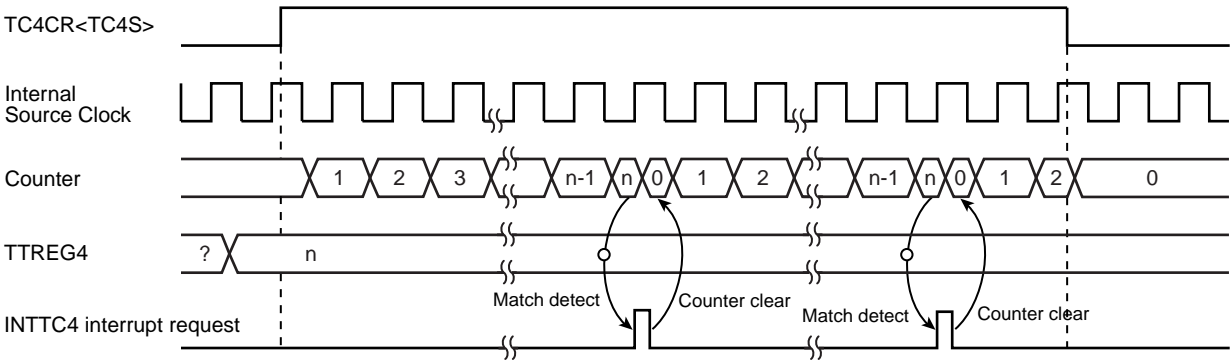 TC4CR<TC4S>
Internal
Source Clock
Counter
1 2 3 n-1 n 0 1 2 n-1 n 0 1 2 0
TTREG4
? n
Match detect Counter clear Match detect Counter clear
INTTC4 interrupt request